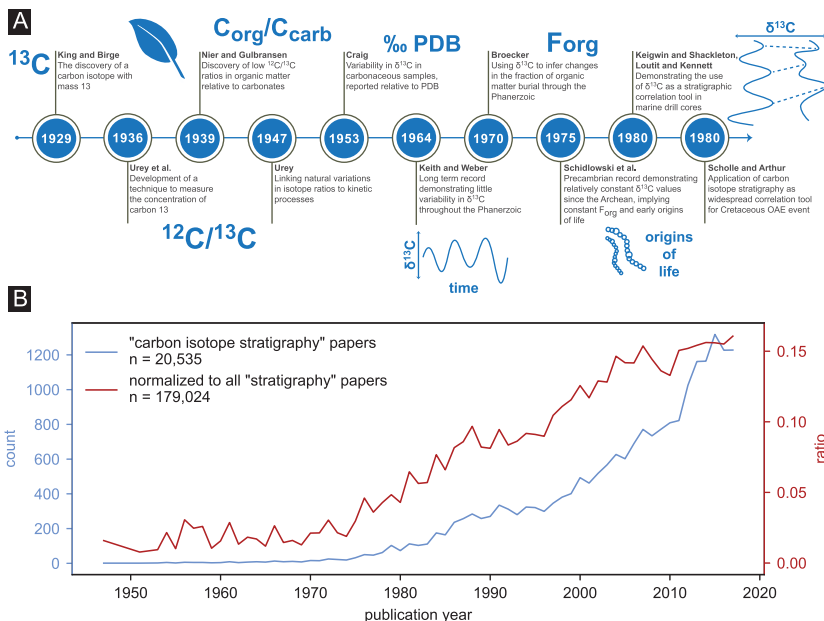 A
13C
Corg/Ccarb
‰ PDB
Forg
δ13C
King and Birge
The discovery of a
carbon isotope with
mass 13
Nier and Gulbransen
Discovery of low 12C/13C
ratios in organic matter
relative to carbonates
Craig
Variability in δ13C in
carbonaceous samples,
reported relative to PDB
Broecker
Using δ13C to infer changes
in the fraction of organic
matter burial through the
Phanerzoic
Keigwin and Shackleton,
Loutit and Kennett
Demonstrating the use
of δ13C as a stratigraphic
correlation tool in
marine drill cores
1929 1936 1939 1947 1953 1964 1970 1975 1980 1980
Urey et al.
Development of a
technique to measure
the concentration of
carbon 13
Urey
Linking natural variations
in isotope ratios to kinetic
processes
Keith and Weber
Long term record
demonstrating little
variability in δ13C
throughout the Phanerzoic
Schidlowski et al.
Precambrian record demonstrating
relatively constant δ13C values
since the Archean, implying
constant Forg and early origins
of life
Scholle and Arthur
Application of carbon
isotope stratigraphy as
widespread correlation tool
for Cretaceous OAE event
12C/13C
δ13C
time
origins
of
life
B
"carbon isotope stratigraphy" papers
n = 20,535
normalized to all "stratigraphy" papers
n = 179,024
1200
1000
800
600
400
200
0
count
0.15
0.10
0.05
0.00
ratio
1950 1960 1970 1980 1990 2000 2010 2020
publication year